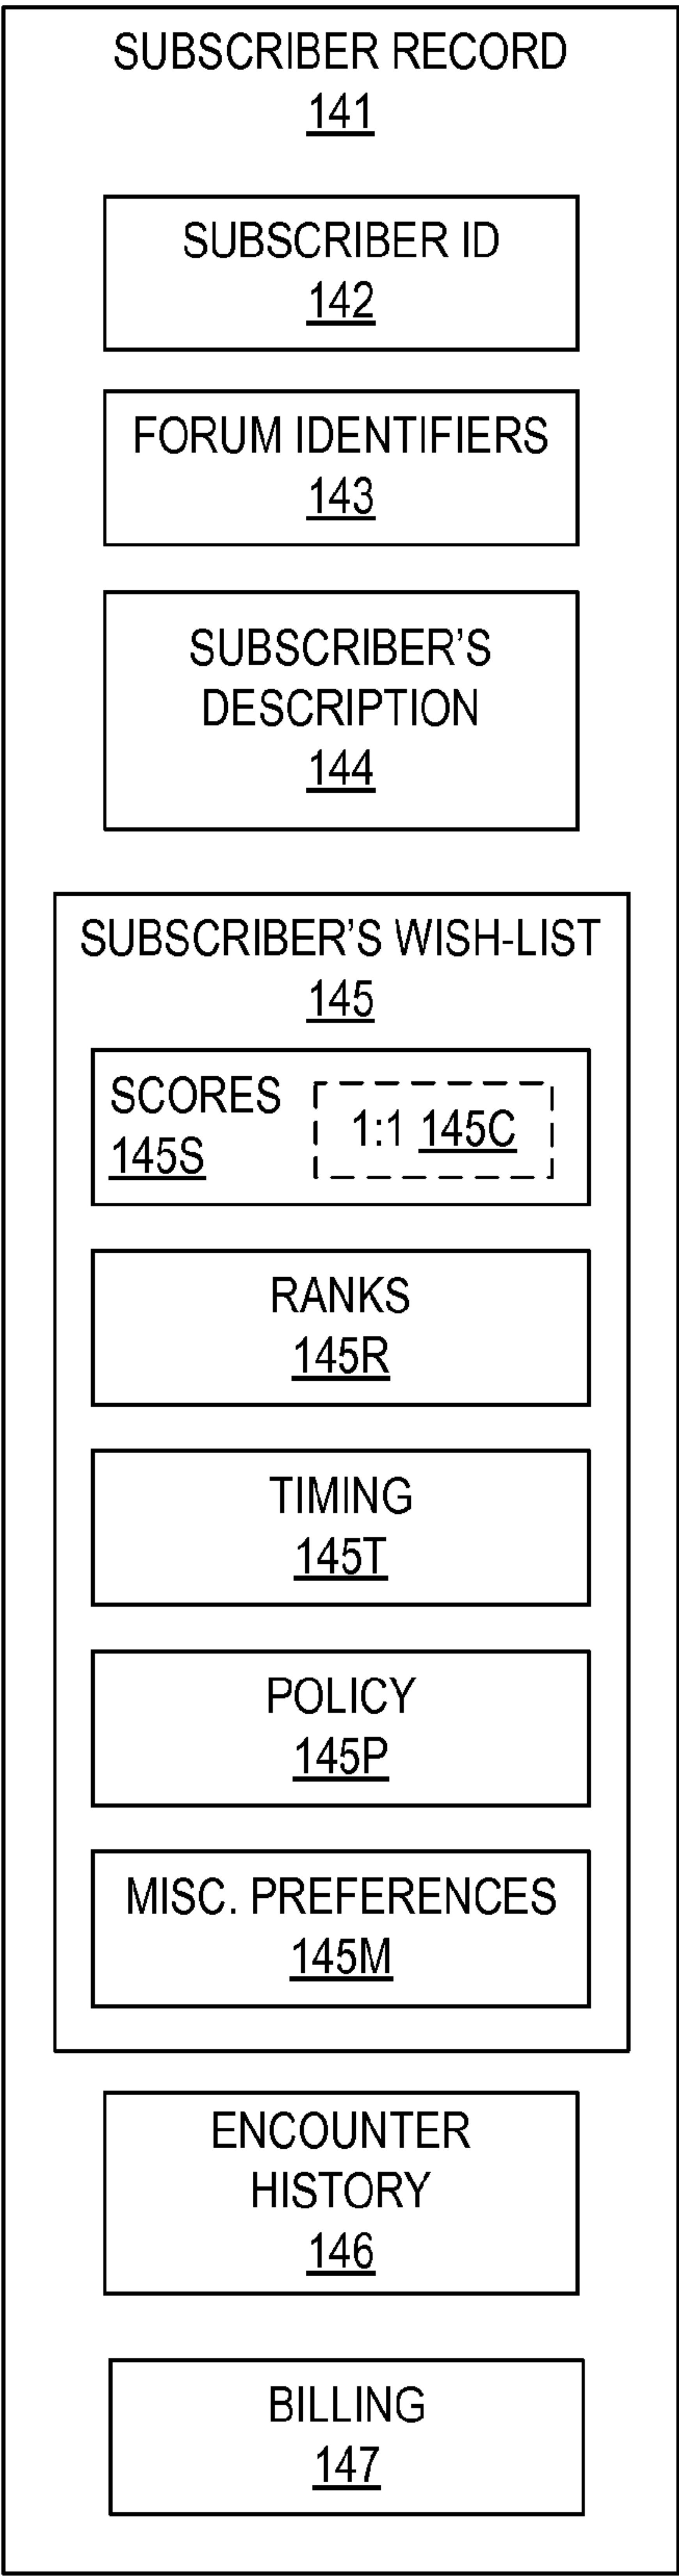 SUBSCRIBER RECORD
141
SUBSCRIBER ID
142
FORUM IDENTIFIERS
143
SUBSCRIBER'S
DESCRIPTION
144
SUBSCRIBER'S WISH-LIST
145
SCORES
145S
1:1 145C
RANKS
145R
TIMING
145T
POLICY
145P
MISC. PREFERENCES
145M
ENCOUNTER
HISTORY
146
BILLING
147